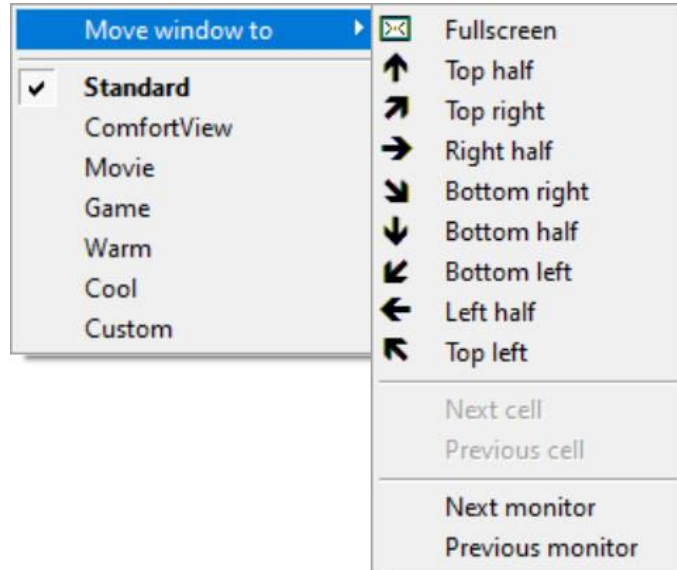 Move window to
Standard
ComfortView
Movie
Game
Warm
Cool
Custom
Fullscreen
Top half
Top right
Right half
Bottom right
Bottom half
Bottom left
Left half
Top left
Next cell
Previous cell
Next monitor
Previous monitor